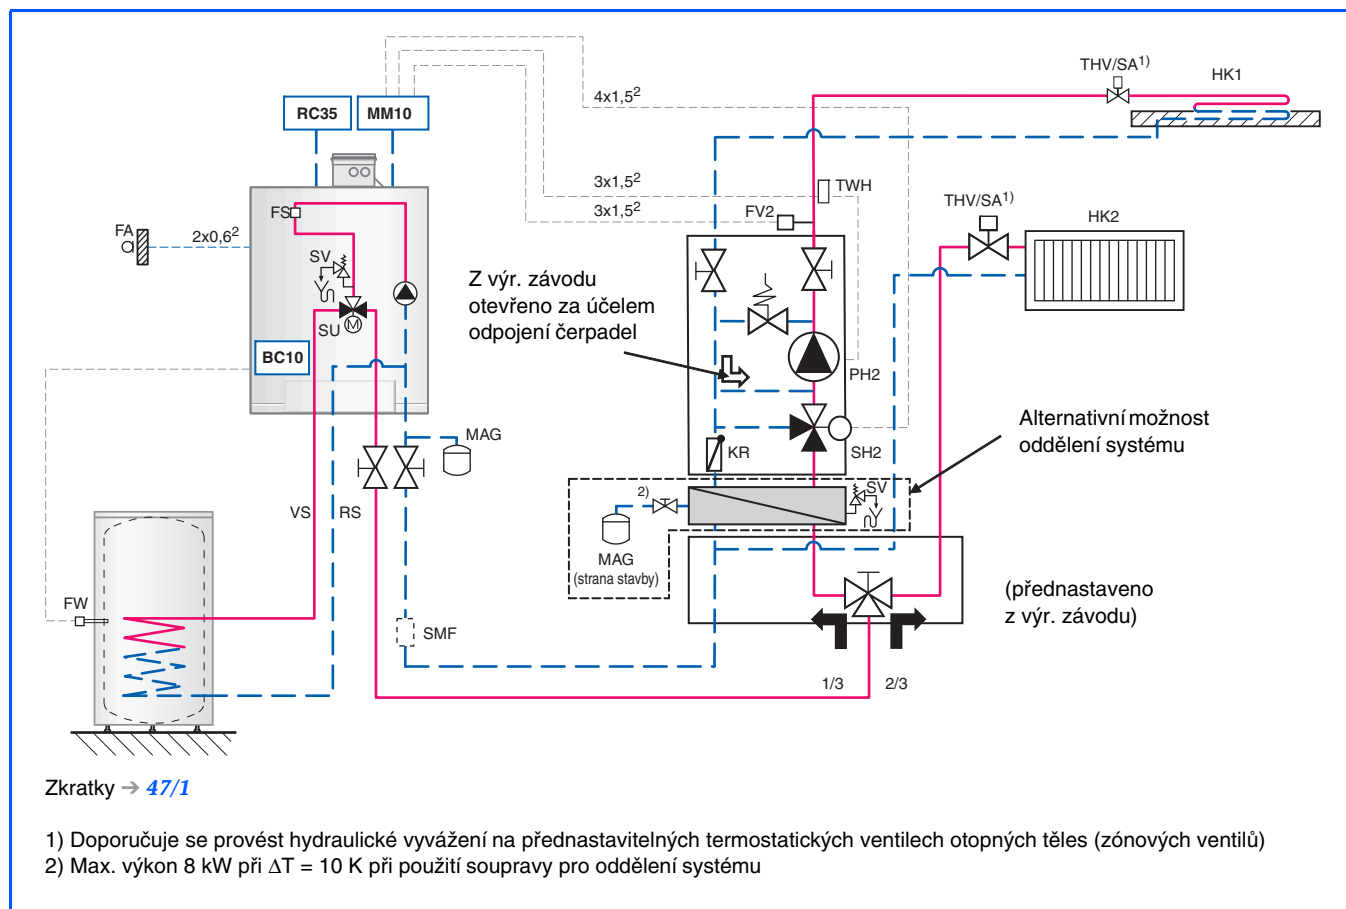 THV/SA1)
HK1
4x1,5²
RC35
MM10
3x1,5²
TWH
3x1,5²
FV2
THV/SA1)
HK2
FS
FA
2x0,6²
SV
Z výr. závodu
otevřeno za účelem
odpojení čerpadel
SU
M
BC10
PH2
Alternativní možnost
oddělení systému
MAG
KR
SH2
2)
SV
VS
RS
MAG
(strana stavby)
(přednastaveno
z výr. závodu)
FW
SMF
1/3
2/3
Zkratky ➔ 47/1
1) Doporučuje se provést hydraulické vyvážení na přednastavitelných termostatických ventilech otopných těles (zónových ventilů)
2) Max. výkon 8 kW při ΔT = 10 K při použití soupravy pro oddělení systému